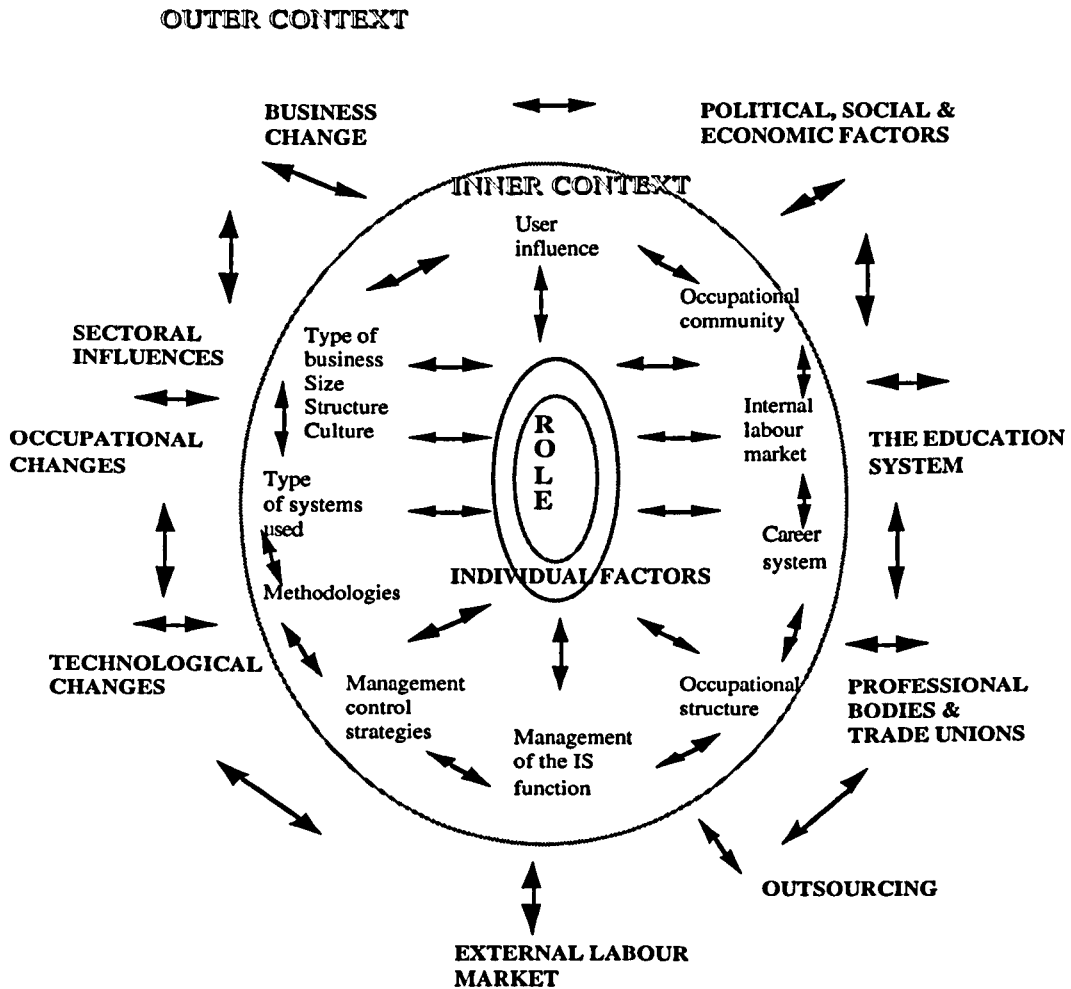 OUTER CONTEXT
BUSINESS
CHANGE
POLITICAL, SOCIAL &
ECONOMIC FACTORS
INNER CONTEXT
User
influence
Occupational
community
SECTORAL
INFLUENCES
Type of
business
Size
Structure
Culture
ROLE
Internal
labour
market
OCCUPATIONAL
CHANGES
THE EDUCATION
SYSTEM
Type
of systems
used
Career
system
INDIVIDUAL FACTORS
Methodologies
TECHNOLOGICAL
CHANGES
Management
control
strategies
Occupational
structure
PROFESSIONAL
BODIES &
TRADE UNIONS
Management
of the IS
function
OUTSOURCING
EXTERNAL LABOUR
MARKET